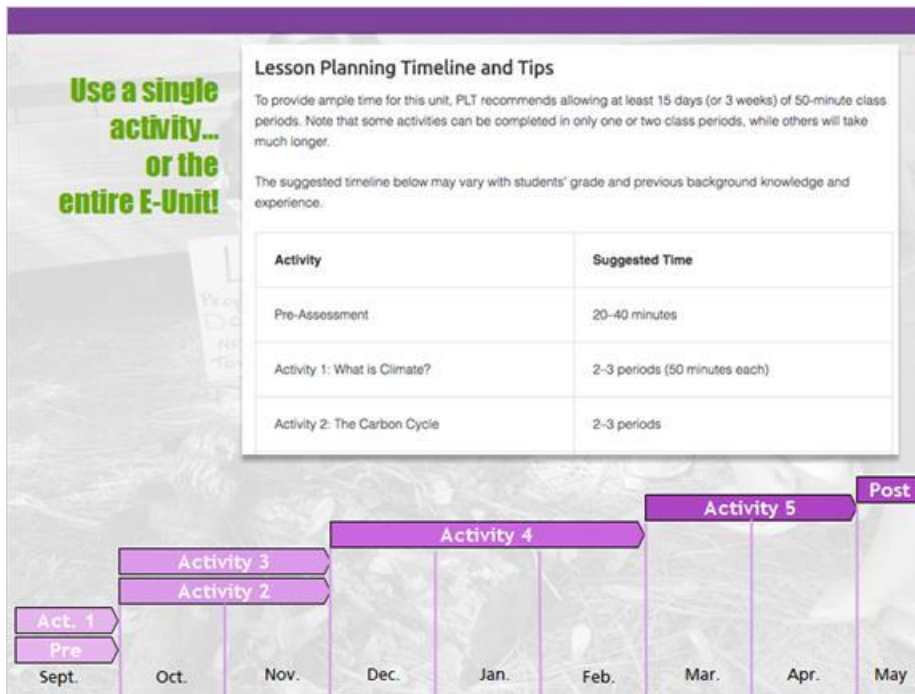 Use a single
activity...
or the
entire E-Unit!
Lesson Planning Timeline and Tips
To provide ample time for this unit, PLT recommends allowing at least 15 days (or 3 weeks) of 50-minute class
periods. Note that some activities can be completed in only one or two class periods, while others will take
much longer.
The suggested timeline below may vary with students' grade and previous background knowledge and
experience.
Activity Suggested Time
Pre-Assessment 20–40 minutes
Activity 1: What is Climate? 2–3 periods (50 minutes each)
Activity 2: The Carbon Cycle 2–3 periods
Post
Activity 5
Activity 4
Activity 3
Activity 2
Act. 1
Pre
Sept. Oct. Nov. Dec. Jan. Feb. Mar. Apr. May